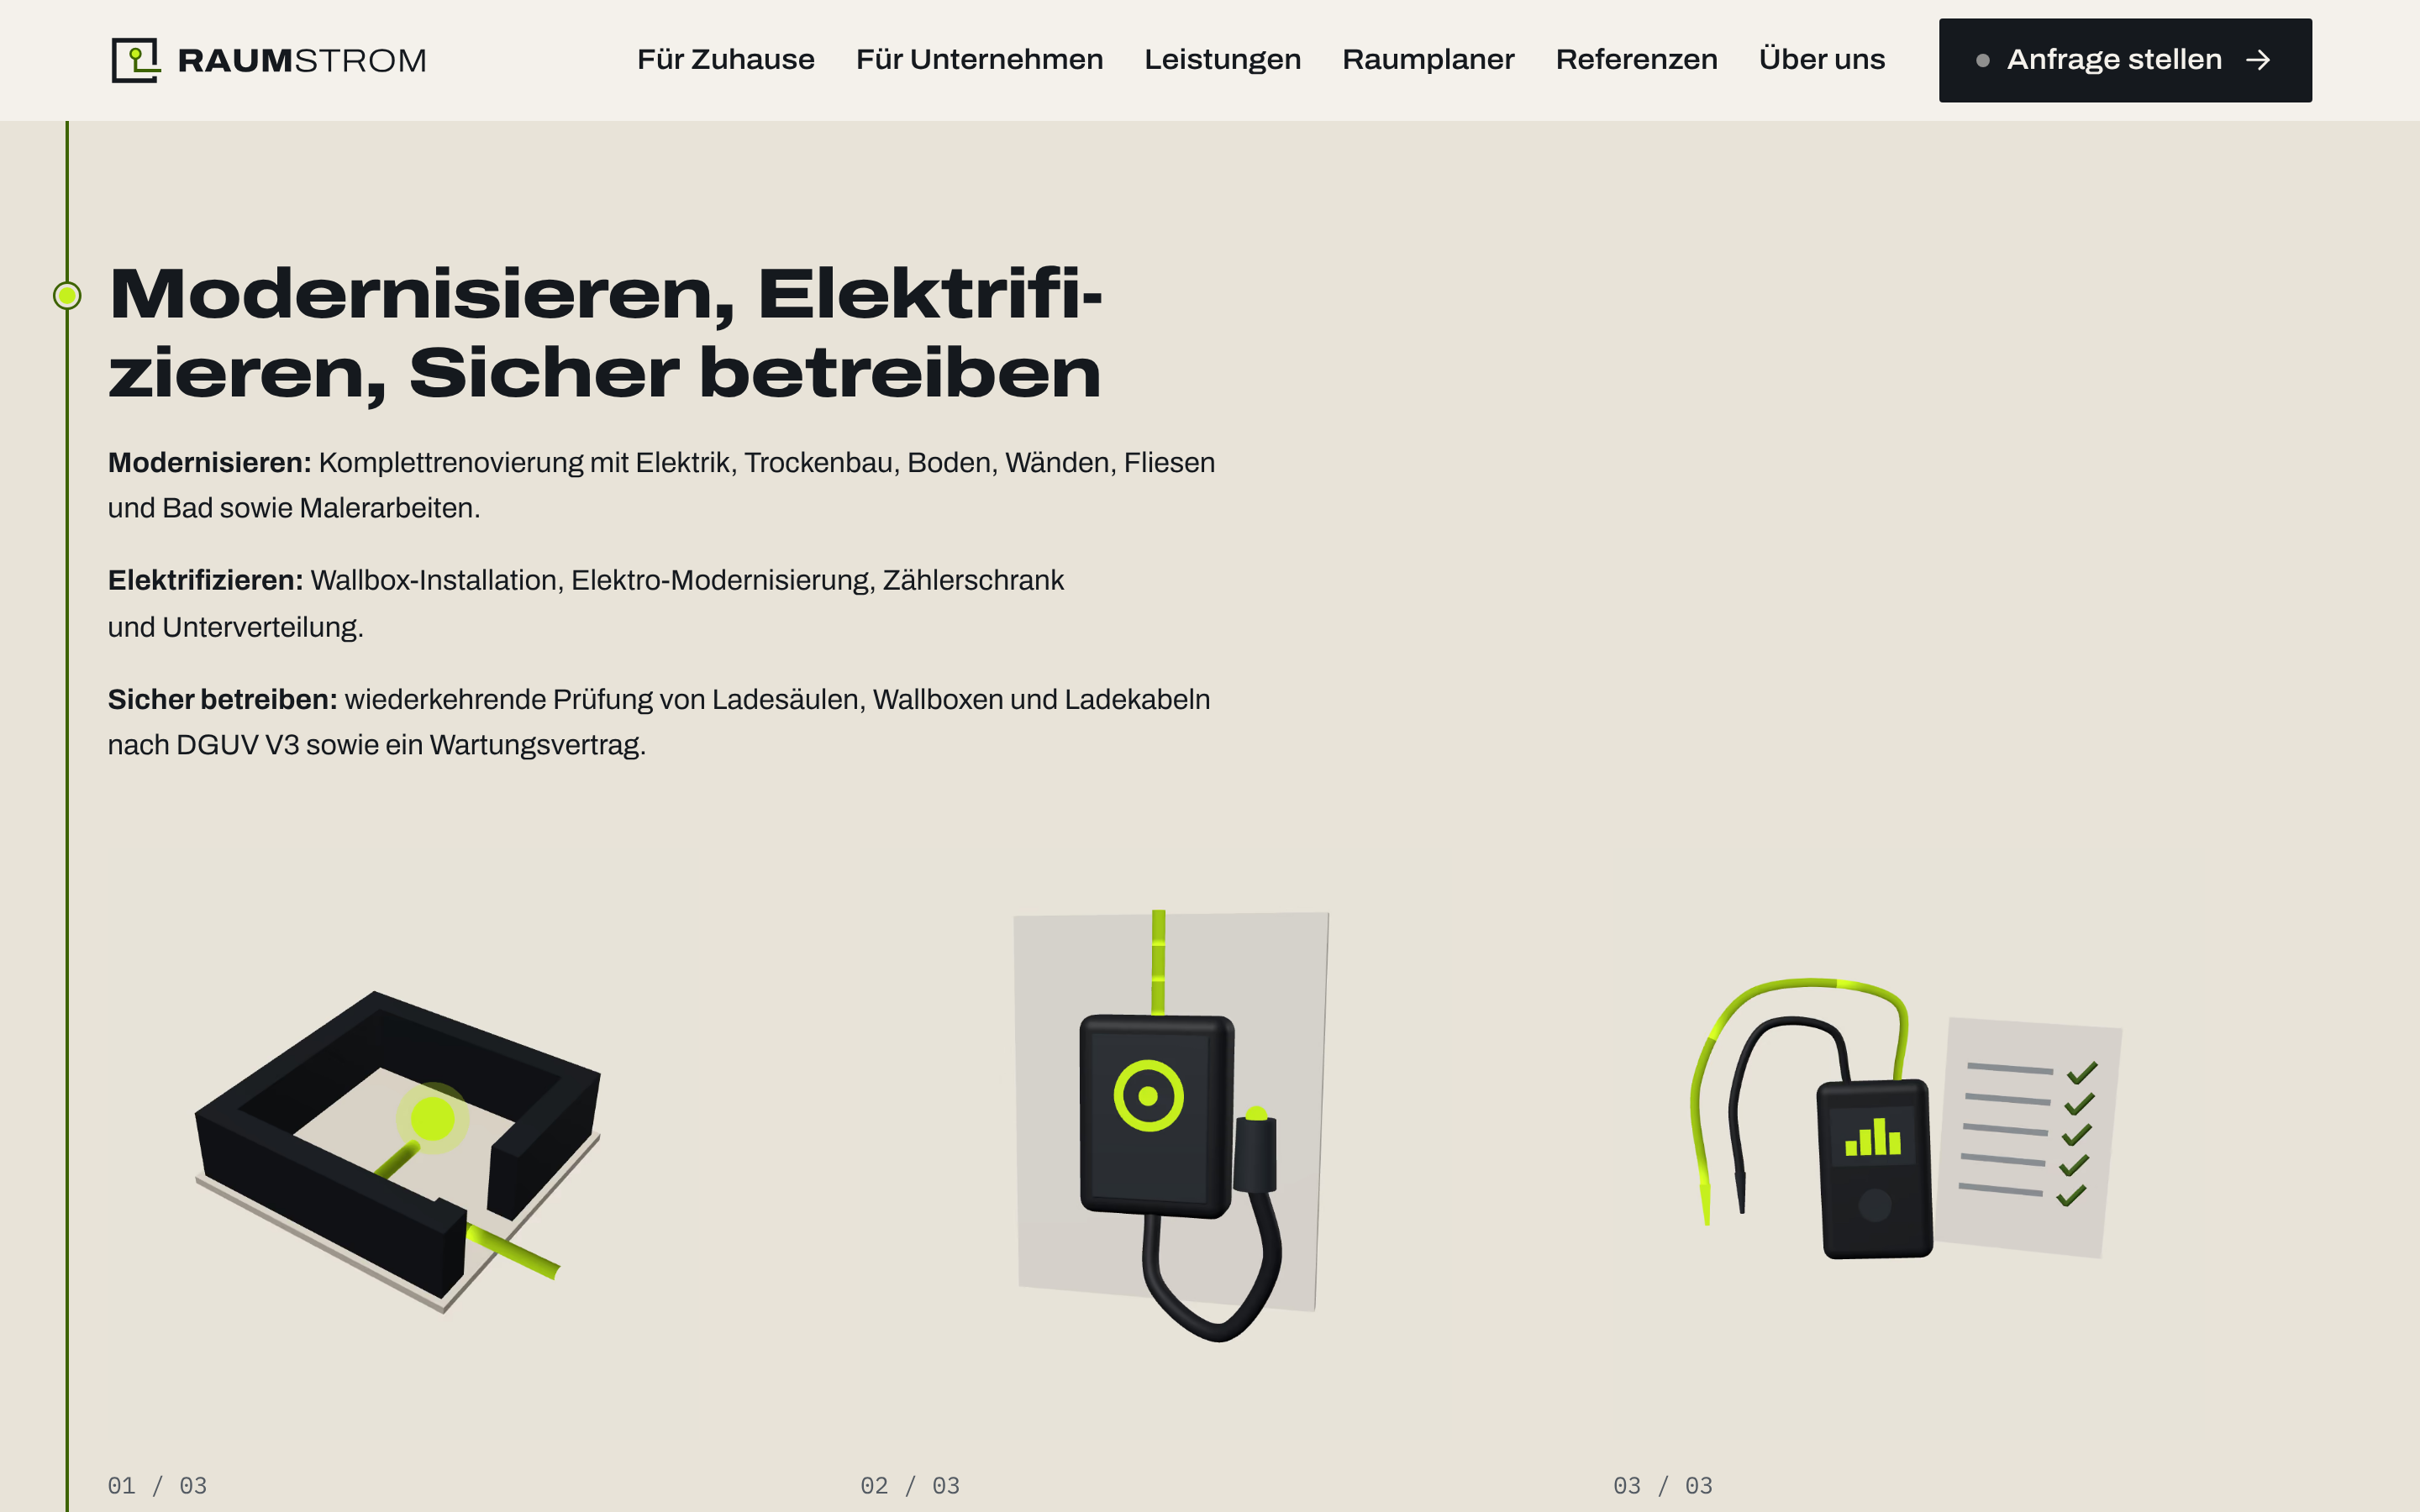 RAUMSTROM
Für Zuhause
Für Unternehmen
Leistungen
Raumplaner
Referenzen
Über uns
Anfrage stellen
Modernisieren, Elektrifi-
zieren, Sicher betreiben
Modernisieren: Komplettrenovierung mit Elektrik, Trockenbau, Boden, Wänden, Fliesen
und Bad sowie Malerarbeiten.
Elektrifizieren: Wallbox-Installation, Elektro-Modernisierung, Zählerschrank
und Unterverteilung.
Sicher betreiben: wiederkehrende Prüfung von Ladesäulen, Wallboxen und Ladekabeln
nach DGUV V3 sowie ein Wartungsvertrag.
01 / 03
02 / 03
03 / 03